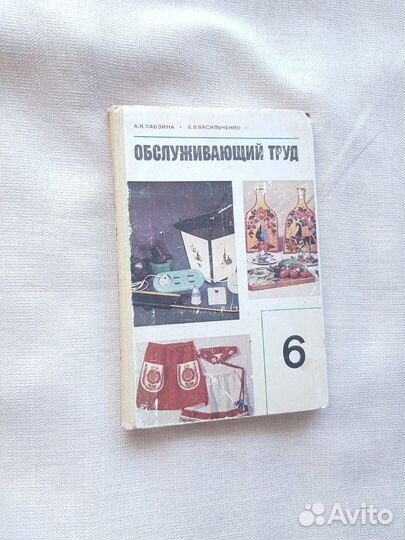 А.Я.ЛАБЗИНА • Е.В.ВАСИЛЬЧЕНКО •
ОБСЛУЖИВАЮЩИЙ ТРУД
6
Avito